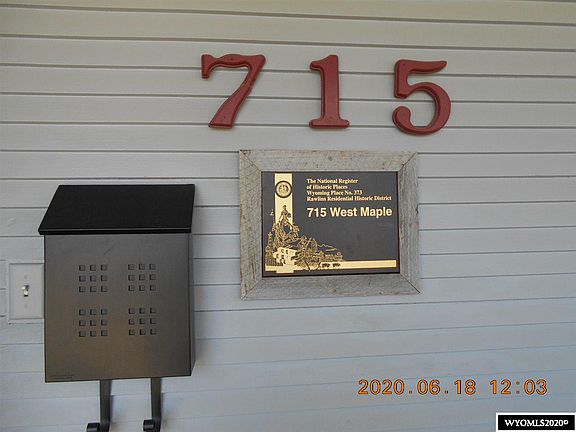 715
The National Register
of Historic Places
Wyoming Place No. 373
Rawlins Residential Historic District
715 West Maple
2020.06.18 12:03
WYOMLS2020©